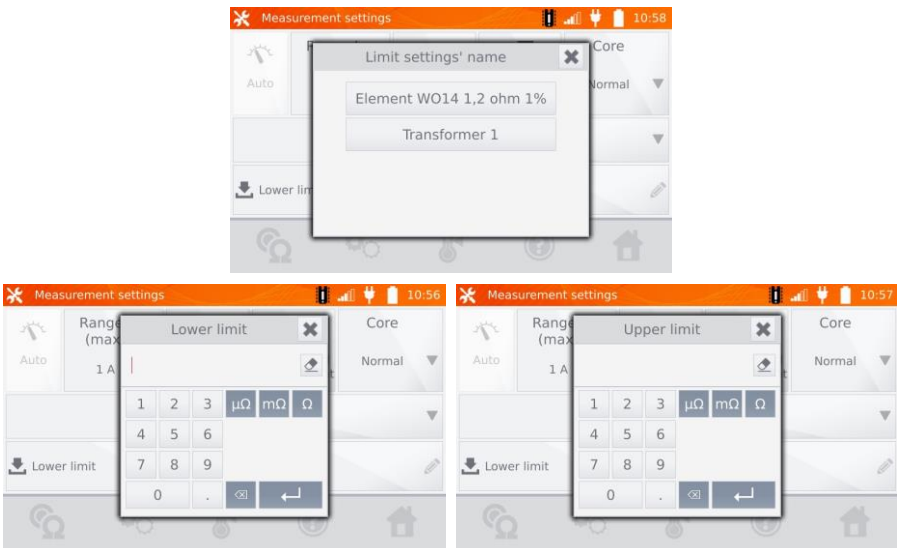 Measurement settings 10:58
Limit settings' name
Core
Auto
Element WO14 1,2 ohm 1%
Normal
Transformer 1
Lower lim
Measurement settings 10:56
Range
(max
Lower limit
Core
Auto
1 A
Normal
1 2 3 µΩ mΩ Ω
4 5 6
Lower limit
7 8 9
0 .
Measurement settings 10:57
Range
(max
Upper limit
Core
Auto
1 A
Normal
1 2 3 µΩ mΩ Ω
4 5 6
Lower limit
7 8 9
0 .